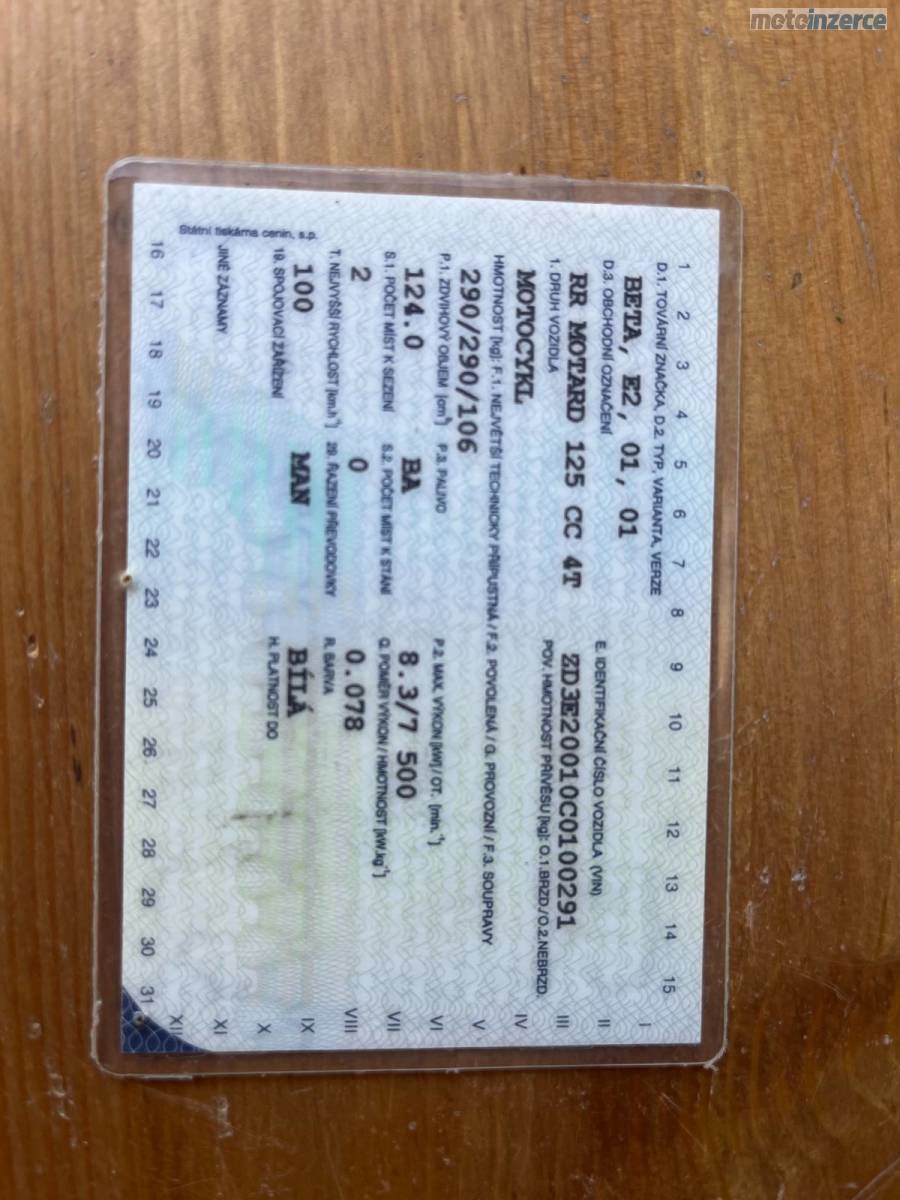 motoinzerce
1 2 3 4 5 6 7 8 9 10 11 12 13 14 15
D.1. TOVÁRNÍ ZNAČKA, D.2. TYP, VARIANTA, VERZE
I
BETA, E2, 01, 01
D.3. OBCHODNÍ OZNAČENÍ
E. IDENTIFIKAČNÍ ČÍSLO VOZIDLA (VIN)
II
RR MOTARD 125 CC 4T
ZD3E20010C0100291
1. DRUH VOZIDLA
POV. HMOTNOST PŘÍVĚSU [kg]: O.1.BRZD./O.2.NEBRZD.
III
MOTOCYKL
IV
HMOTNOST [kg]: F.1. NEJVĚTŠÍ TECHNICKY PŘÍPUSTNÁ / F.2. POVOLENÁ / G. PROVOZNÍ / F.3. SOUPRAVY
290/290/106
V
P.1. ZDVIHOVÝ OBJEM [cm³] P.3. PALIVO P.2. MAX. VÝKON [kW] / OT. [min.⁻¹]
VI
124.0 BA 8.3/7 500
S.1. POČET MÍST K SEZENÍ S.2. POČET MÍST K STÁNÍ Q. POMĚR VÝKON / HMOTNOST [kW.kg⁻¹]
VII
2 0 0.078
T. NEJVYŠŠÍ RYCHLOST [km.h⁻¹] 29. ŘAZENÍ PŘEVODOVKY R. BARVA
VIII
100 MAN BÍLÁ
IX
19. SPOJOVACÍ ZAŘÍZENÍ H. PLATNOST DO
X
JINÉ ZÁZNAMY
XI
Státní tiskárna cenin, s.p.
XII
16 17 18 19 20 21 22 23 24 25 26 27 28 29 30 31